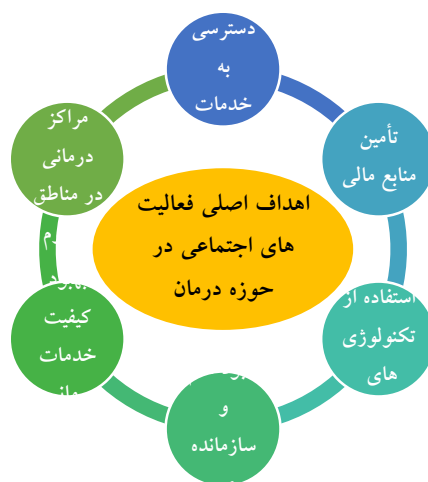 دسترسی
به
خدمات
تأمین
منابع مالی
استفاده از
تکنولوژی
های
و
سازمانده
کیفیت
خدمات
مراکز
درمانی
در مناطق
اهداف اصلی فعالیت
های اجتماعی در
حوزه درمان